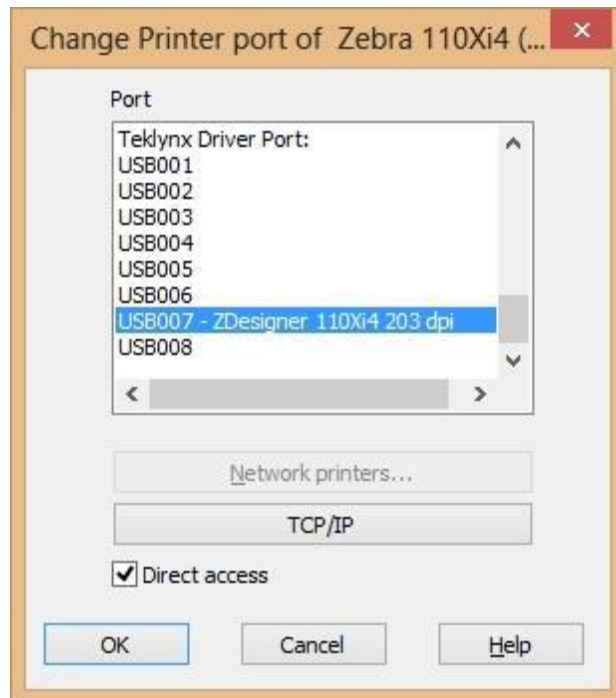 Change Printer port of Zebra 110Xi4 (...
Port
Teklynx Driver Port:
USB001
USB002
USB003
USB004
USB005
USB006
USB007 - ZDesigner 110Xi4 203 dpi
USB008
Network printers...
TCP/IP
Direct access
OK Cancel Help